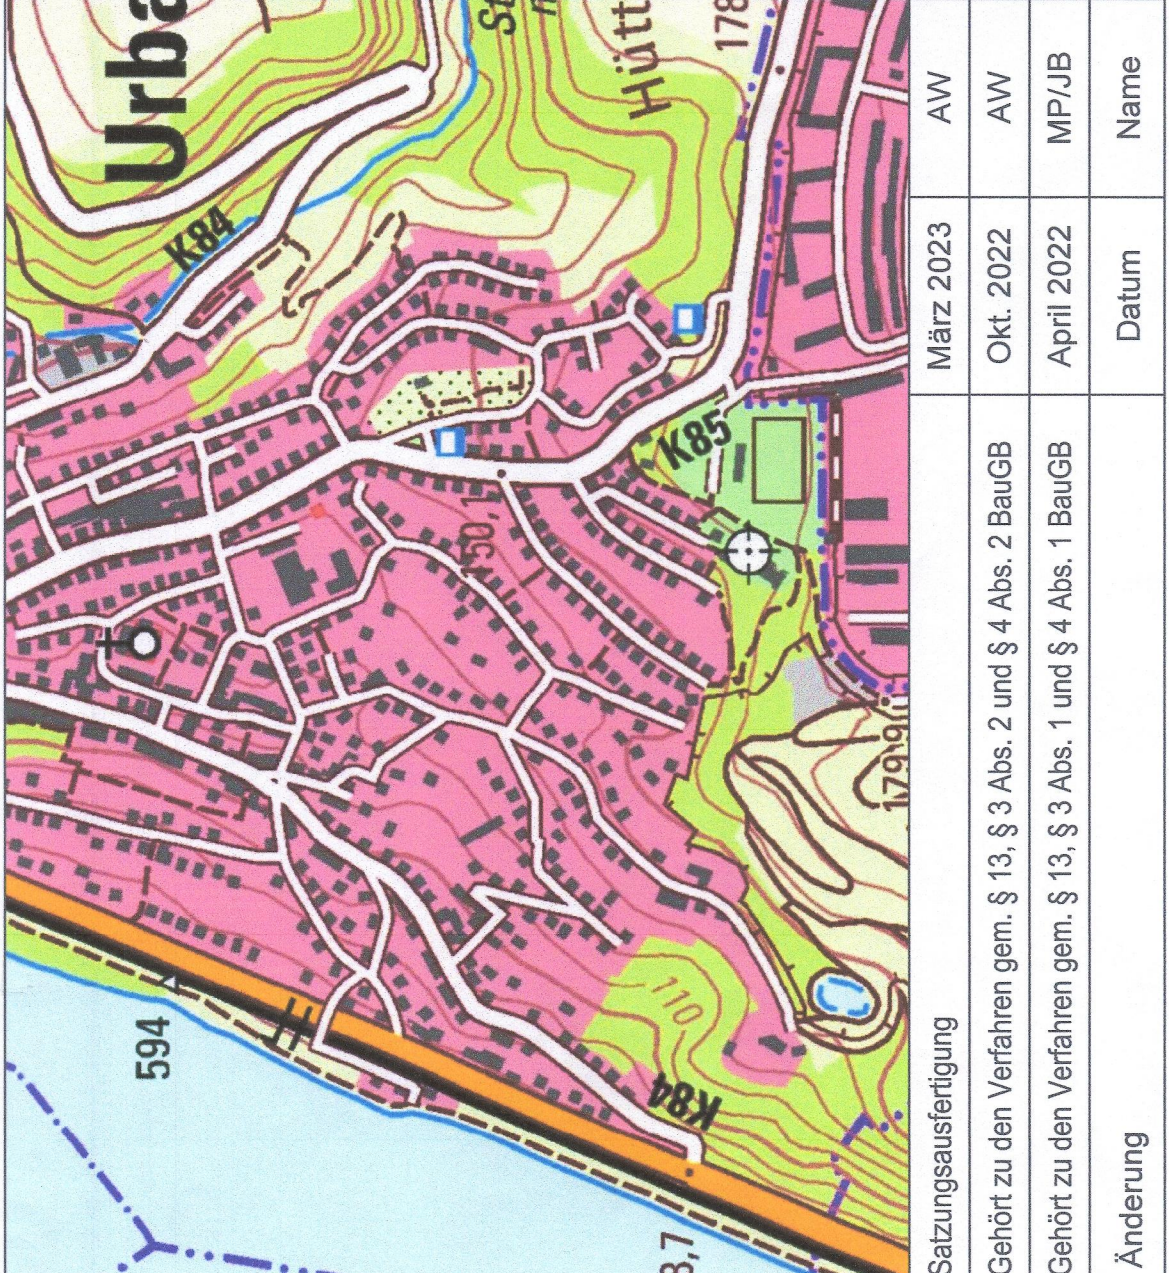 Urba
K84
St
Hütt
178
K85
150,1
179,9
110
K84
594
3,7
Satzungsausfertigung März 2023 AW
Gehört zu den Verfahren gem. § 13, § 3 Abs. 2 und § 4 Abs. 2 BauGB Okt. 2022 AW
Gehört zu den Verfahren gem. § 13, § 3 Abs. 1 und § 4 Abs. 1 BauGB April 2022 MP/JB
Änderung Datum Name